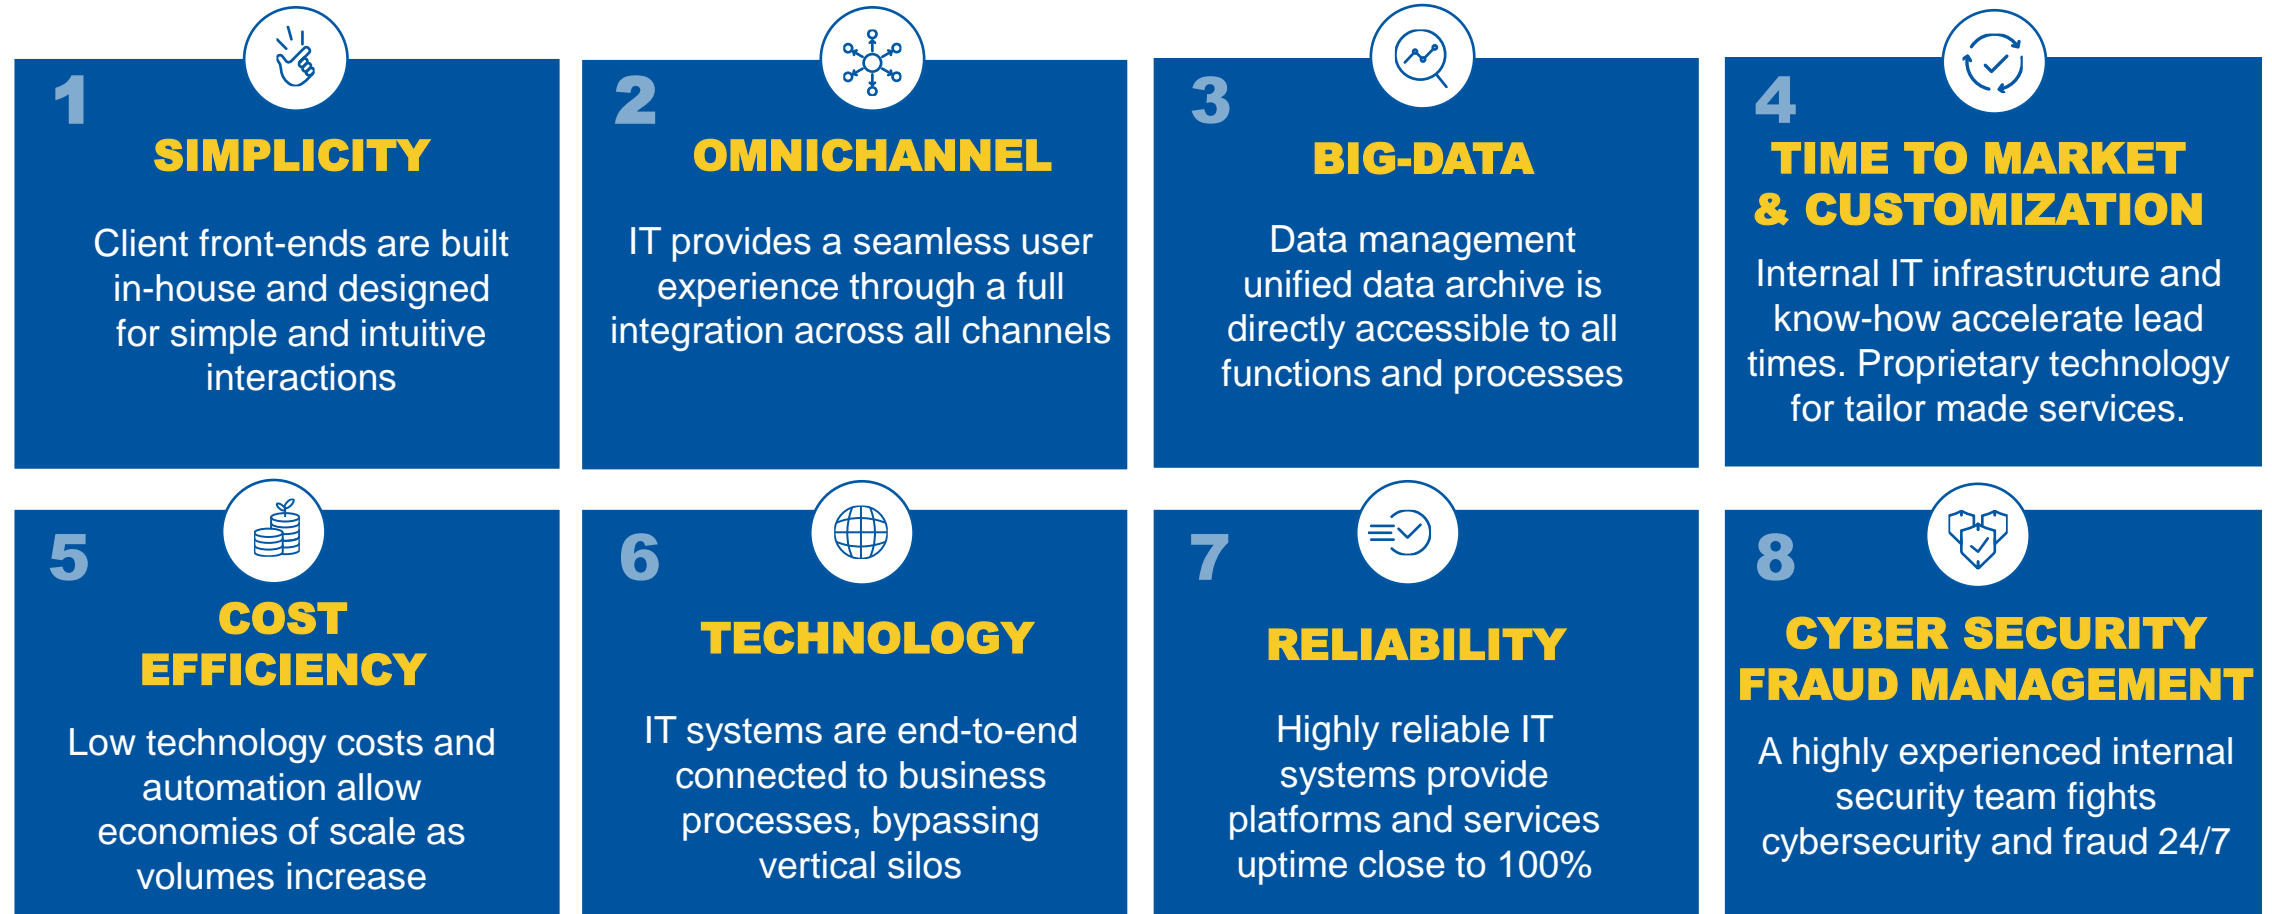 1
SIMPLICITY
Client front-ends are built
in-house and designed
for simple and intuitive
interactions
2
OMNICHANNEL
IT provides a seamless user
experience through a full
integration across all channels
3
BIG-DATA
Data management
unified data archive is
directly accessible to all
functions and processes
4
TIME TO MARKET
& CUSTOMIZATION
Internal IT infrastructure and
know-how accelerate lead
times. Proprietary technology
for tailor made services.
5
COST
EFFICIENCY
Low technology costs and
automation allow
economies of scale as
volumes increase
6
TECHNOLOGY
IT systems are end-to-end
connected to business
processes, bypassing
vertical silos
7
RELIABILITY
Highly reliable IT
systems provide
platforms and services
uptime close to 100%
8
CYBER SECURITY
FRAUD MANAGEMENT
A highly experienced internal
security team fights
cybersecurity and fraud 24/7